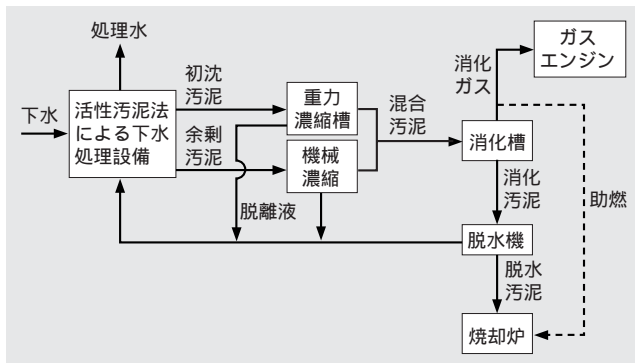 処理水
下水
活性汚泥法
による下水
処理設備
初沈
汚泥
余剰
汚泥
重力
濃縮槽
機械
濃縮
脱離液
混合
汚泥
消化
ガス
ガス
エンジン
消化槽
消化
汚泥
助燃
脱水機
脱水
汚泥
焼却炉